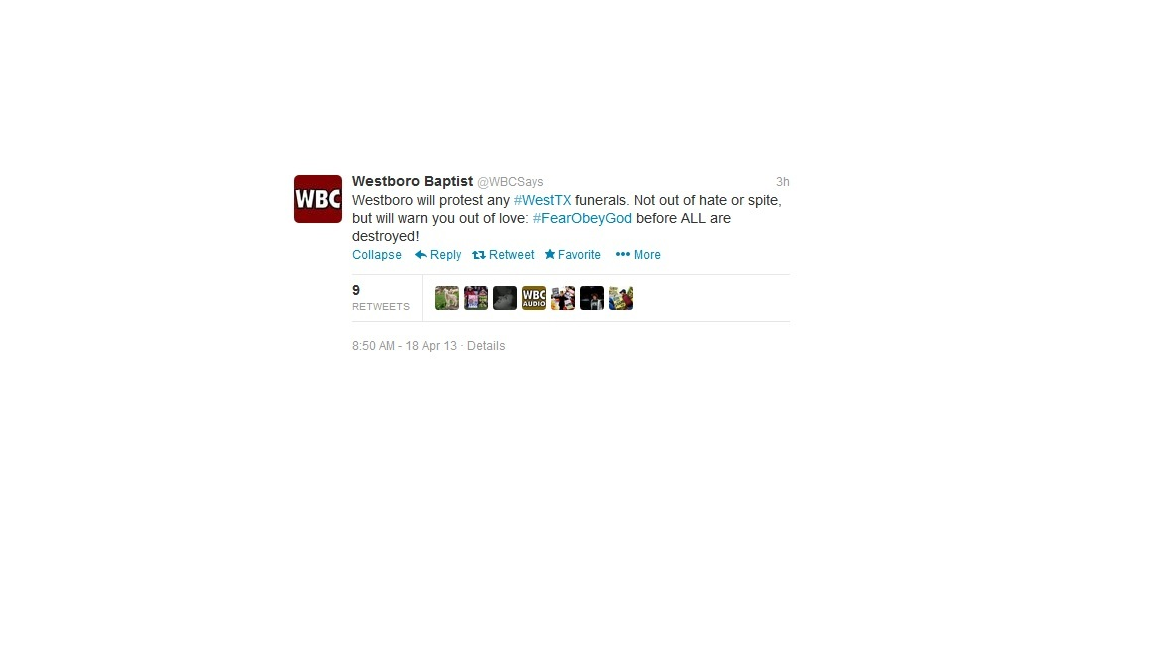 WBC
Westboro Baptist @WBCSays 3h
Westboro will protest any #WestTX funerals. Not out of hate or spite,
but will warn you out of love: #FearObeyGod before ALL are
destroyed!
Collapse Reply Retweet Favorite More
9
RETWEETS
WBC
AUDIO
8:50 AM - 18 Apr 13 · Details